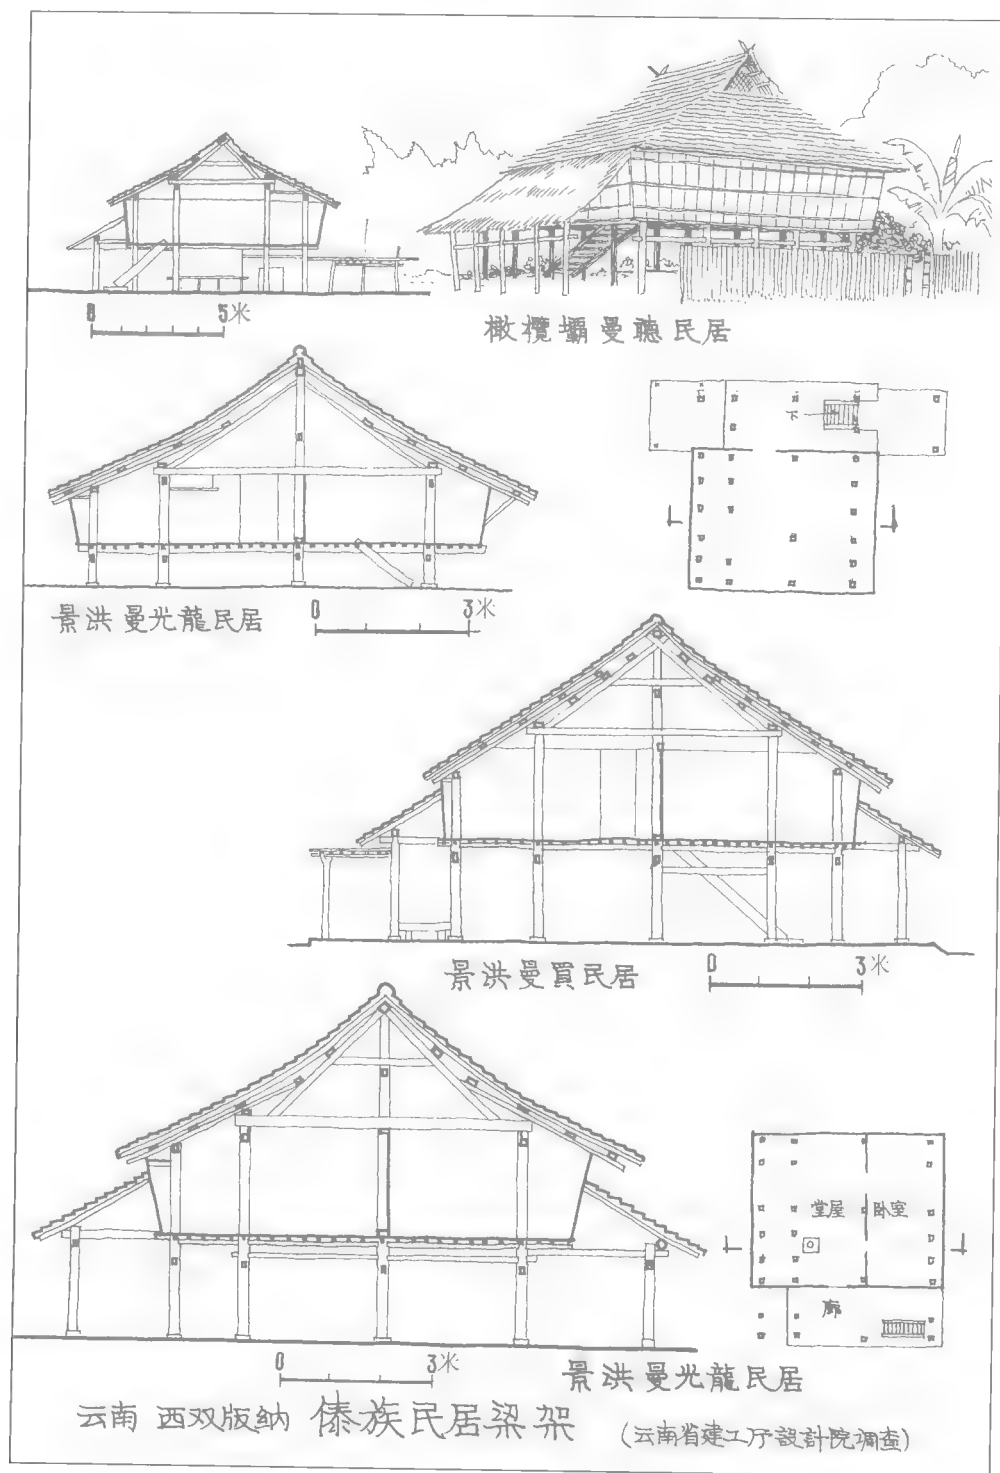 0 5米
橄欖壩曼聽民居
下
景洪曼光龍民居
0 3米
景洪曼買民居
0 3米
堂屋 卧室
廊
0 3米
景洪曼光龍民居
云南 西双版納 傣族民居梁架 (云南省建工厅設計院調查)